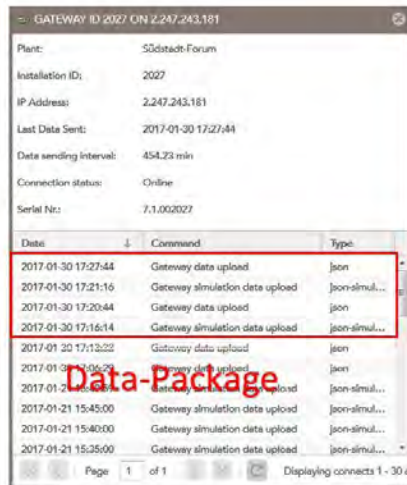 GATEWAY ID 2027 ON 2.247.243.181
Plant: Südstadt-Forum
Installation ID: 2027
IP Address: 2.247.243.181
Last Data Sent: 2017-01-30 17:27:44
Data sending interval: 454.23 min
Connection status: Online
Serial Nr.: 7.1.002027
Date Command Type
2017-01-30 17:27:44 Gateway data upload json
2017-01-30 17:21:16 Gateway simulation data upload json-simul...
2017-01-30 17:20:44 Gateway data upload json
2017-01-30 17:16:14 Gateway simulation data upload json-simul...
2017-01-30 Gateway data upload json
Gateway data upload json
Data-Package
Gateway simulation data upload json-simul...
2017-01-21 15:45:00 Gateway simulation data upload json-simul...
2017-01-21 15:40:00 Gateway simulation data upload json-simul...
2017-01-21 15:35:00 Gateway simulation data upload json-simul...
Page 1 of 1 Displaying connects 1 - 30